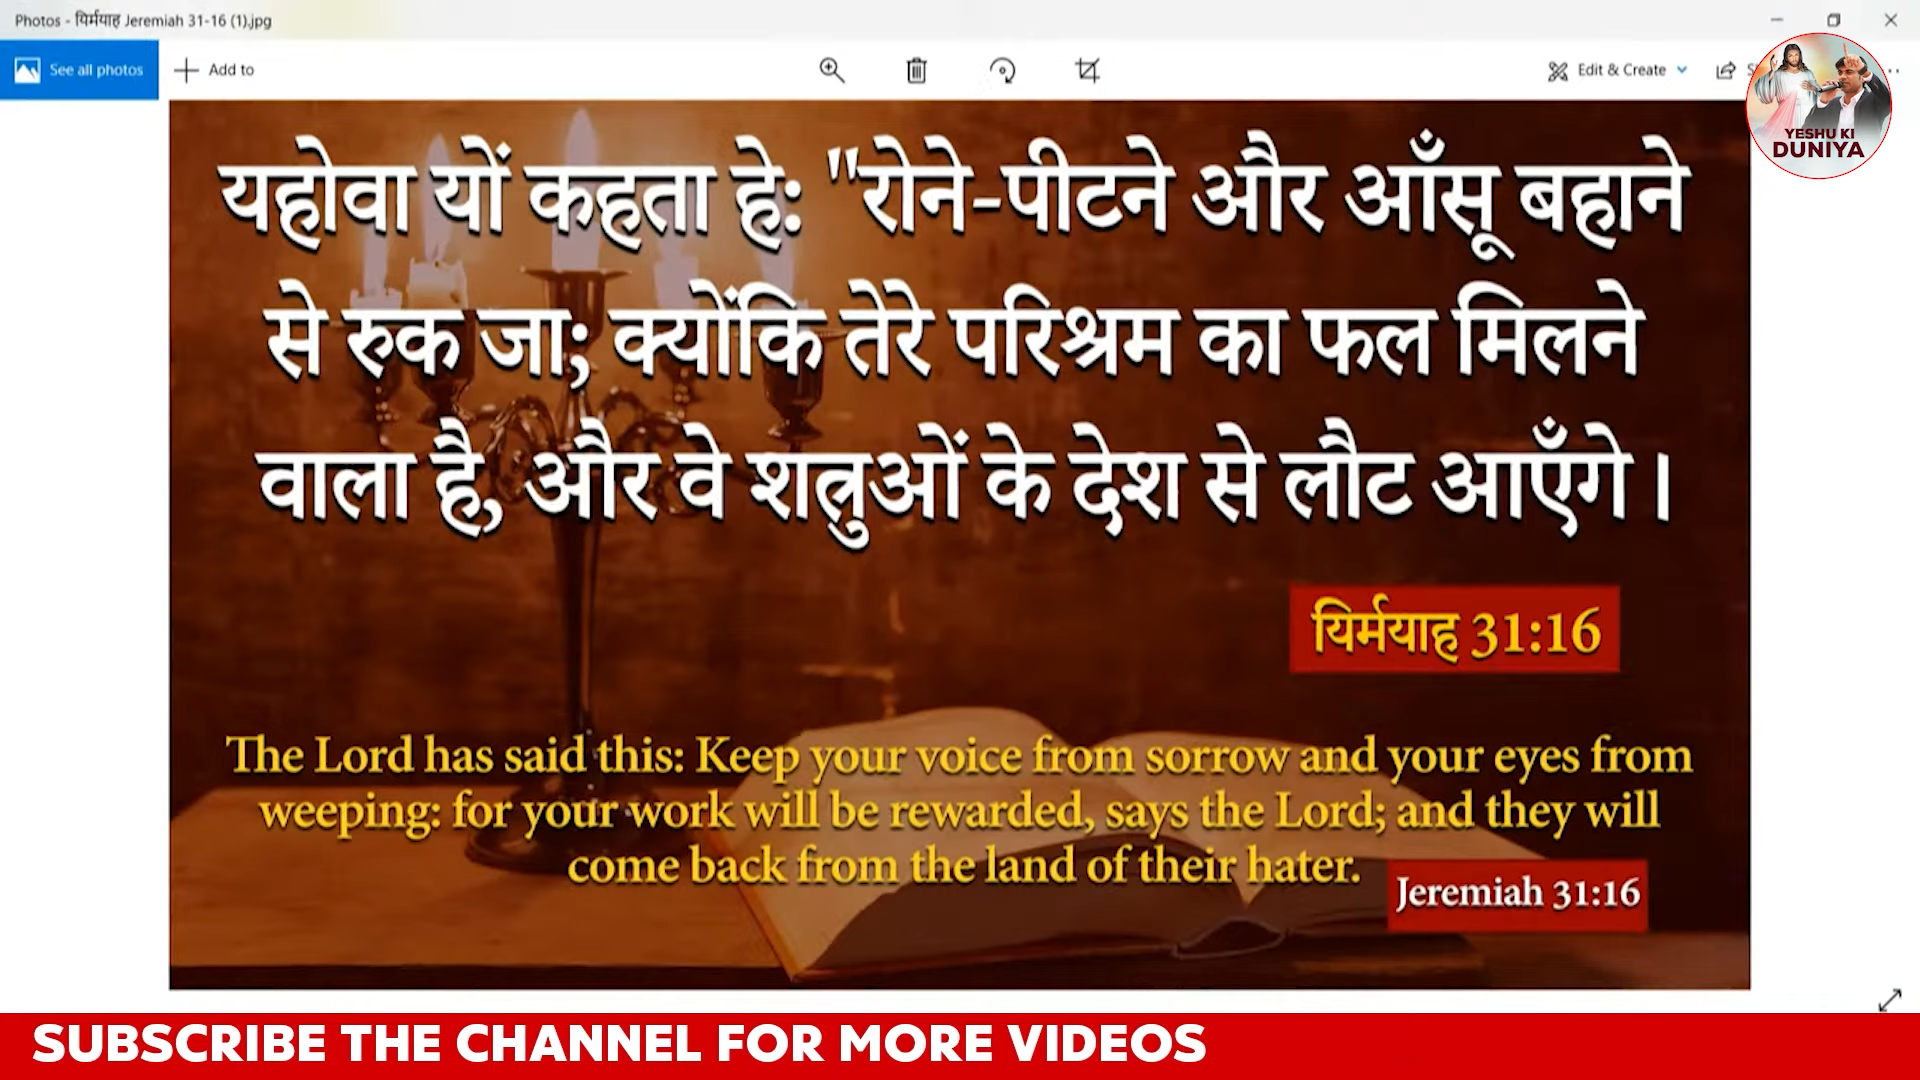 Photos - यिर्मयाह Jeremiah 31-16 (1).jpg
See all photos
Add to
Edit & Create
YESHU KI
DUNIYA
यहोवा यों कहता हे: "रोने-पीटने और आँसू बहाने
से रुक जा; क्योंकि तेरे परिश्रम का फल मिलने
वाला है, और वे शत्रुओं के देश से लौट आएँगे।
यिर्मयाह 31:16
The Lord has said this: Keep your voice from sorrow and your eyes from
weeping: for your work will be rewarded, says the Lord; and they will
come back from the land of their hater.
Jeremiah 31:16
SUBSCRIBE THE CHANNEL FOR MORE VIDEOS